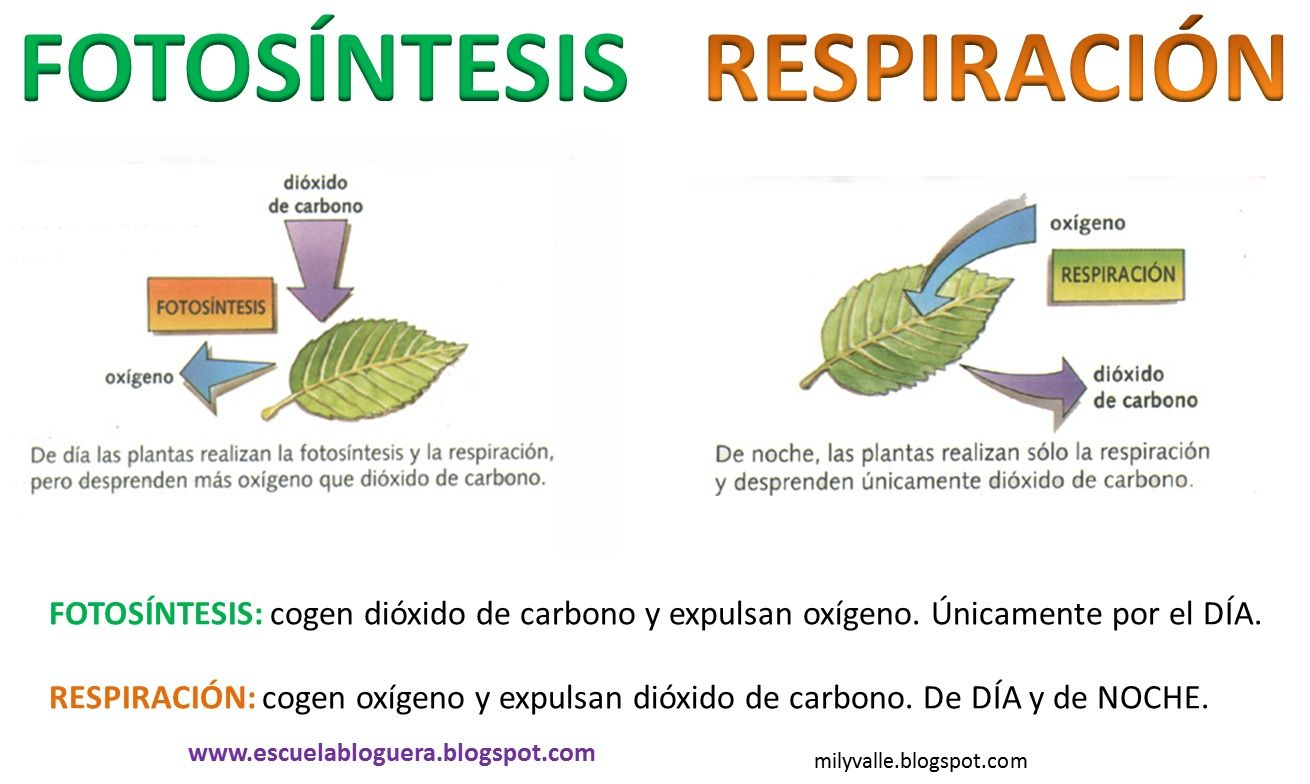 FOTOSÍNTESIS
RESPIRACIÓN
dióxido
de carbono
FOTOSÍNTESIS
oxígeno
De día las plantas realizan la fotosíntesis y la respiración,
pero desprenden más oxígeno que dióxido de carbono.
oxígeno
RESPIRACIÓN
dióxido
de carbono
De noche, las plantas realizan sólo la respiración
y desprenden únicamente dióxido de carbono.
FOTOSÍNTESIS: cogen dióxido de carbono y expulsan oxígeno. Únicamente por el DÍA.
RESPIRACIÓN: cogen oxígeno y expulsan dióxido de carbono. De DÍA y de NOCHE.
www.escuelabloguera.blogspot.com
milyvalle.blogspot.com